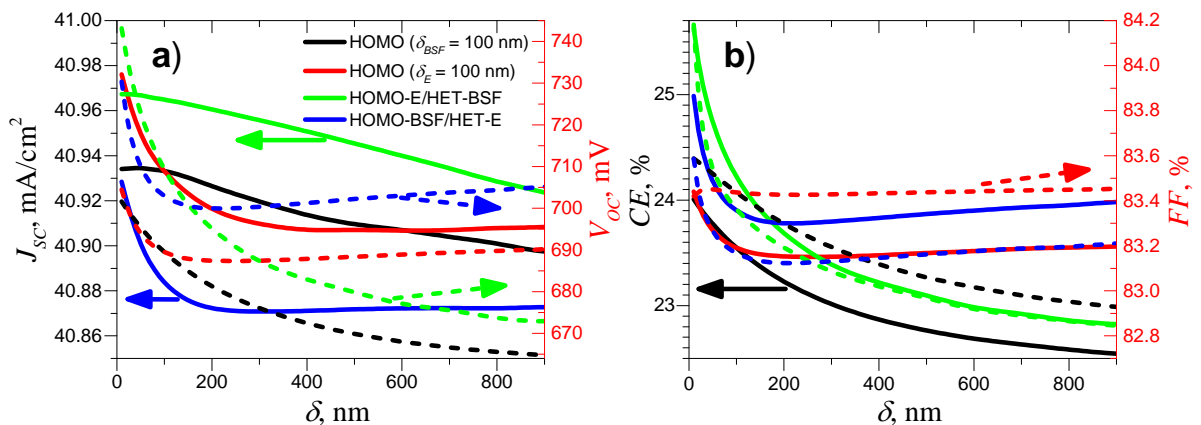 a)
41.00
40.98
40.96
40.94
40.92
40.90
40.88
40.86
J_SC, mA/cm²
HOMO (δ_BSF = 100 nm)
HOMO (δ_E = 100 nm)
HOMO-E/HET-BSF
HOMO-BSF/HET-E
740
730
720
710
700
690
680
670
V_OC, mV
0 200 400 600 800
δ, nm
b)
25
24
23
CE, %
84.2
84.0
83.8
83.6
83.4
83.2
83.0
82.8
FF, %
0 200 400 600 800
δ, nm